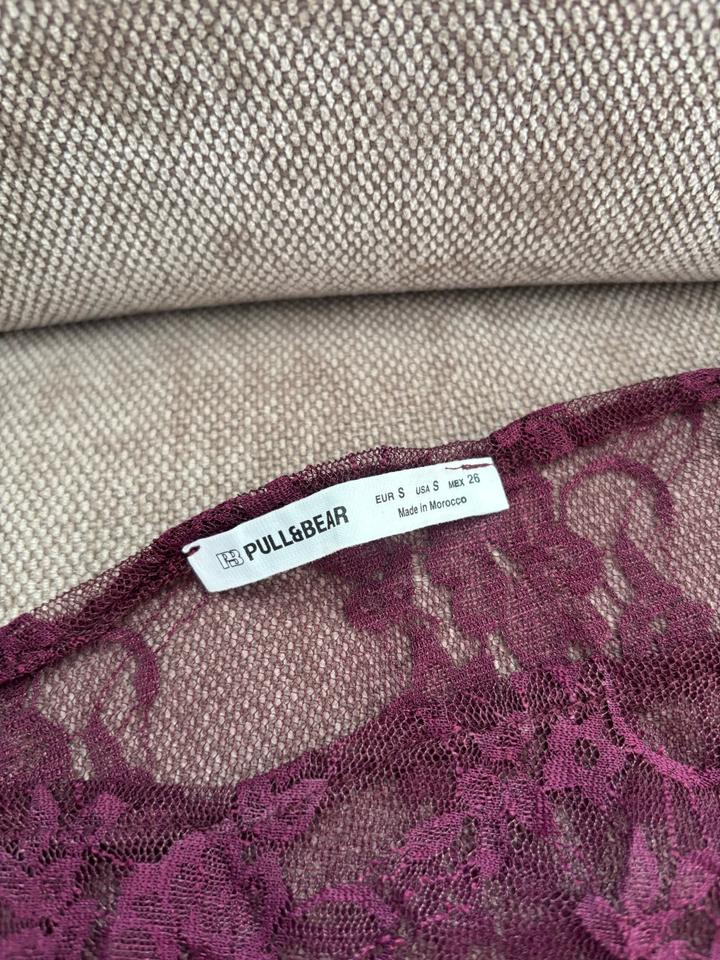 P&B PULL&BEAR
EUR S USA S MEX 26
Made in Morocco